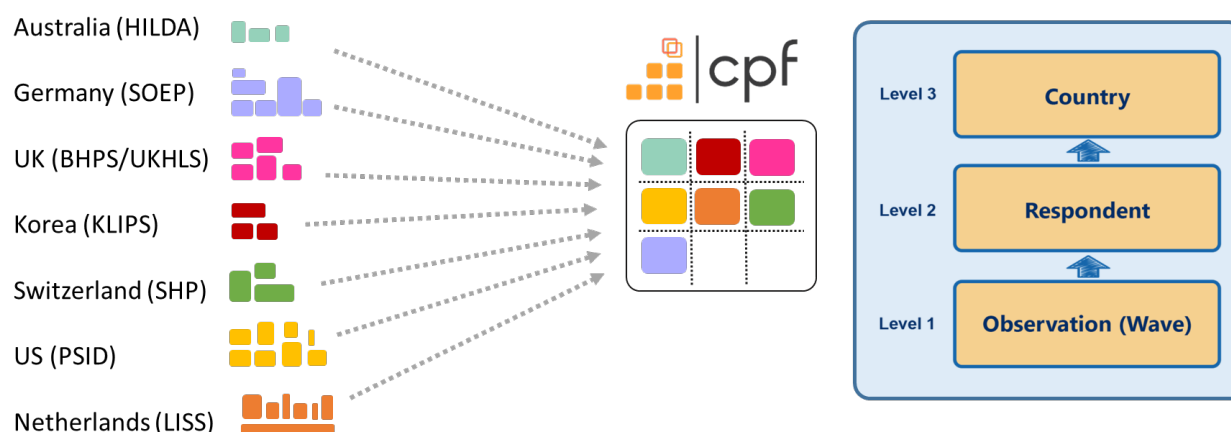 Australia (HILDA)
Germany (SOEP)
UK (BHPS/UKHLS)
Korea (KLIPS)
Switzerland (SHP)
US (PSID)
Netherlands (LISS)
cpf
Level 3
Country
Level 2
Respondent
Level 1
Observation (Wave)